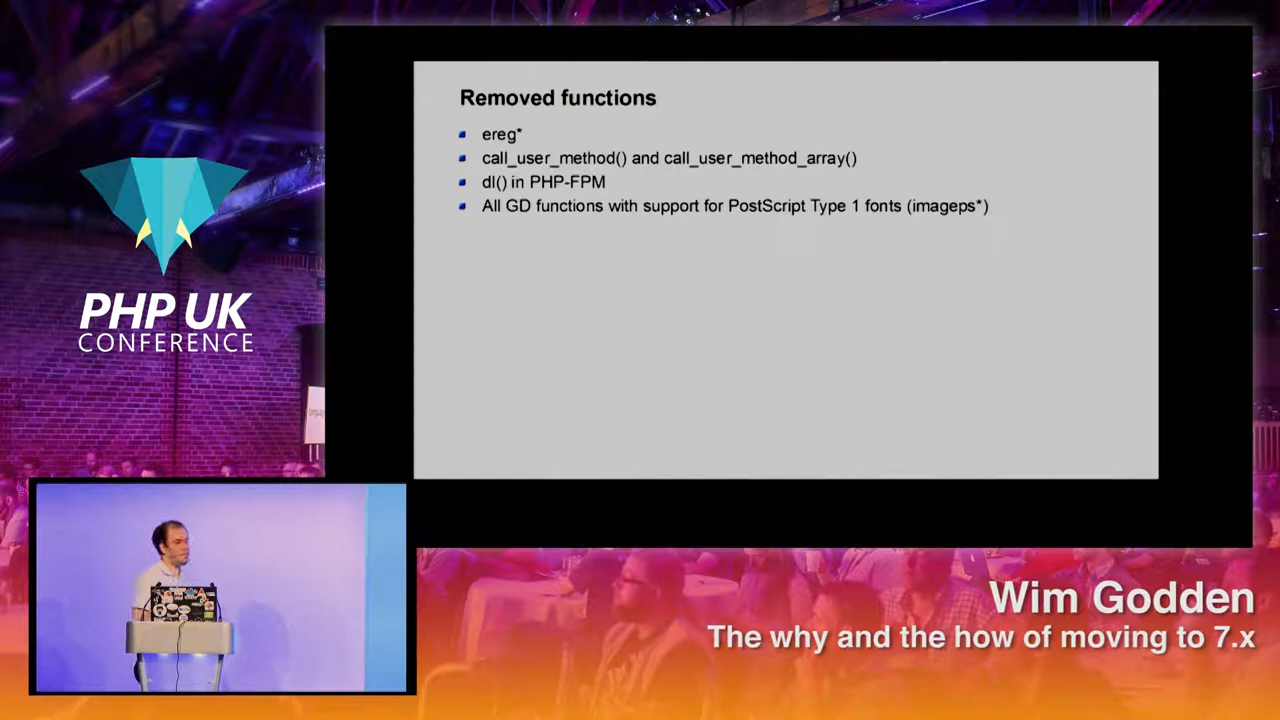 Removed functions
ereg*
call_user_method() and call_user_method_array()
dl() in PHP-FPM
All GD functions with support for PostScript Type 1 fonts (imageps*)
PHP UK
CONFERENCE
Wim Godden
The why and the how of moving to 7.x